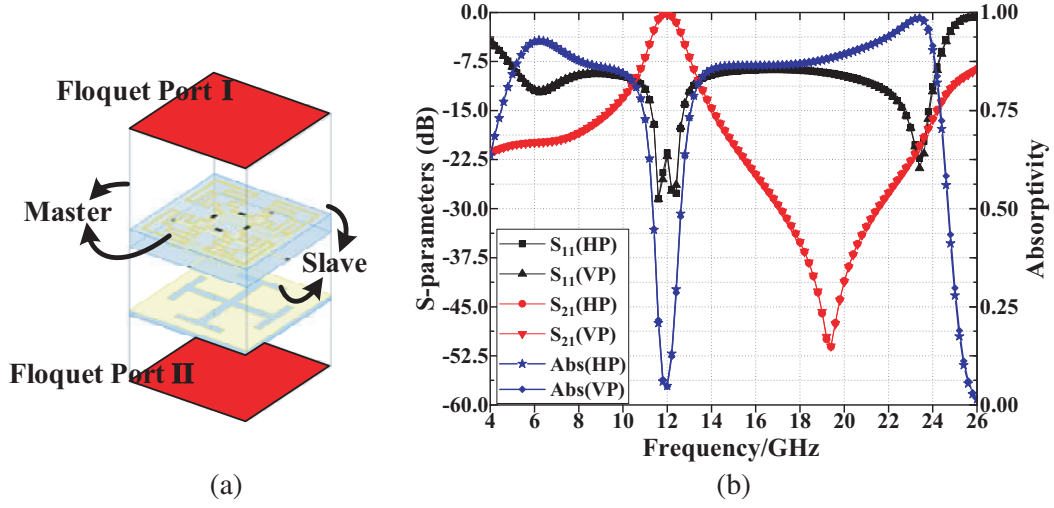 Floquet Port I
Master
Slave
Floquet Port II
(a)
0.0
-7.5
-15.0
-22.5
-30.0
-37.5
-45.0
-52.5
-60.0
S-parameters (dB)
S11(HP)
S11(VP)
S21(HP)
S21(VP)
Abs(HP)
Abs(VP)
1.00
0.75
0.50
0.25
0.00
Absorptivity
4 6 8 10 12 14 16 18 20 22 24 26
Frequency/GHz
(b)